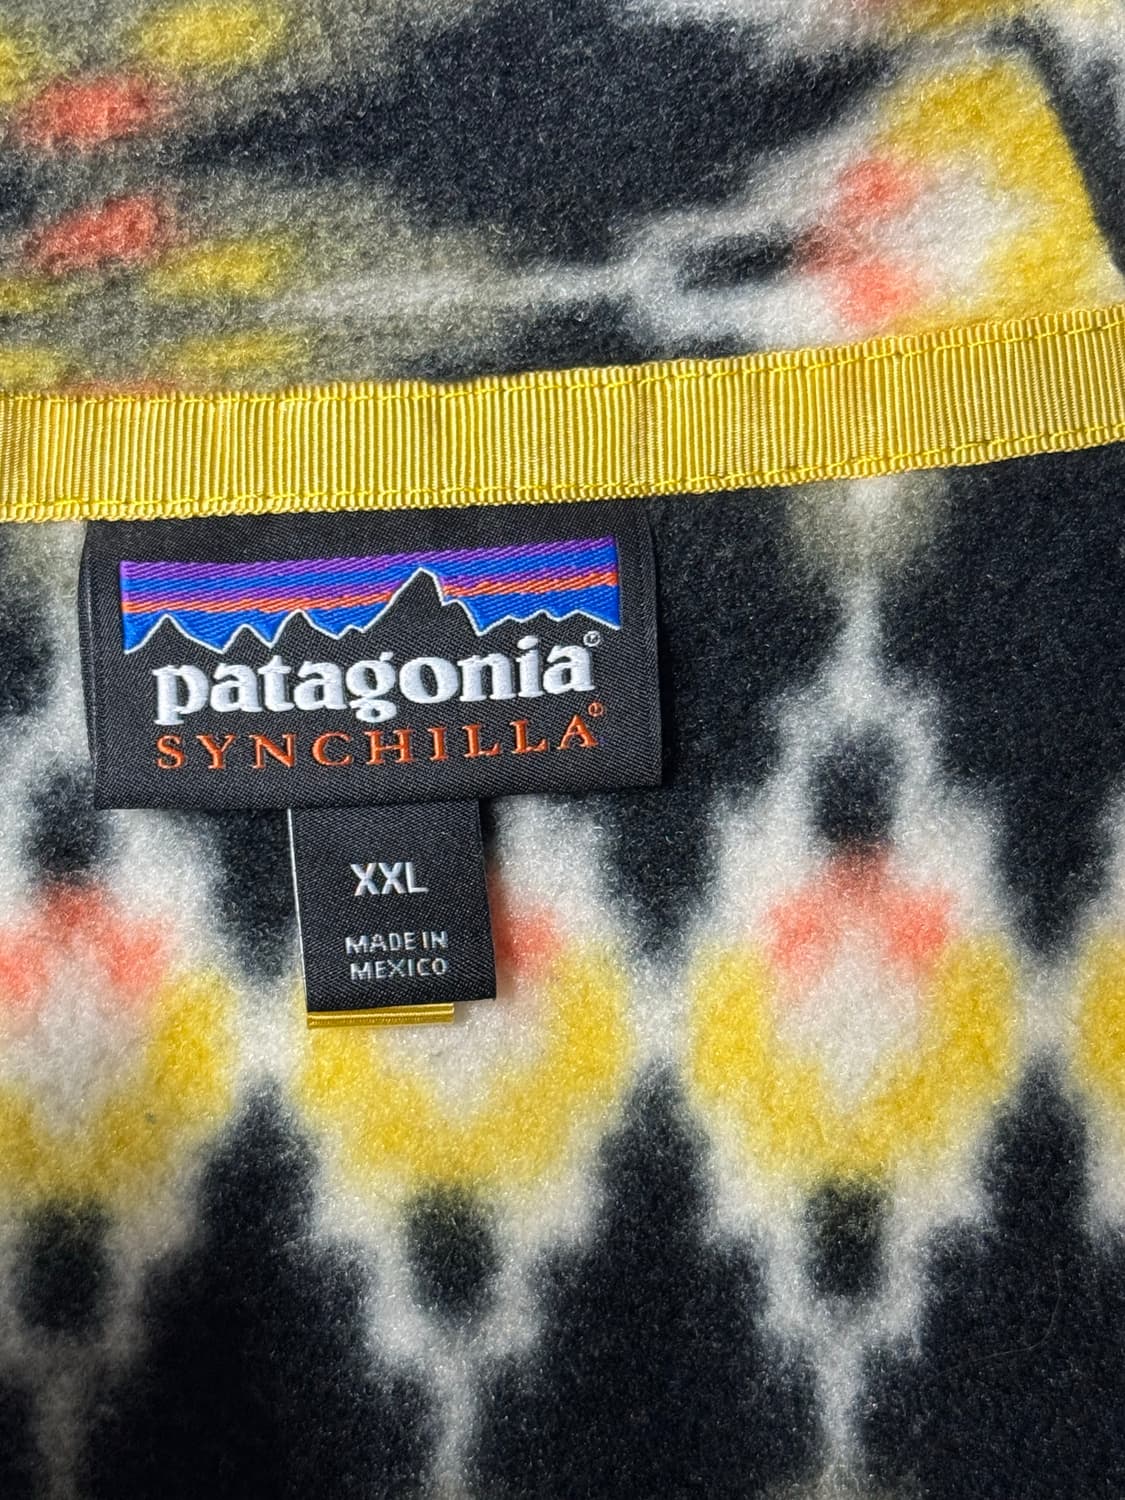 patagonia®
SYNCHILLA®
XXL
MADE IN
MEXICO